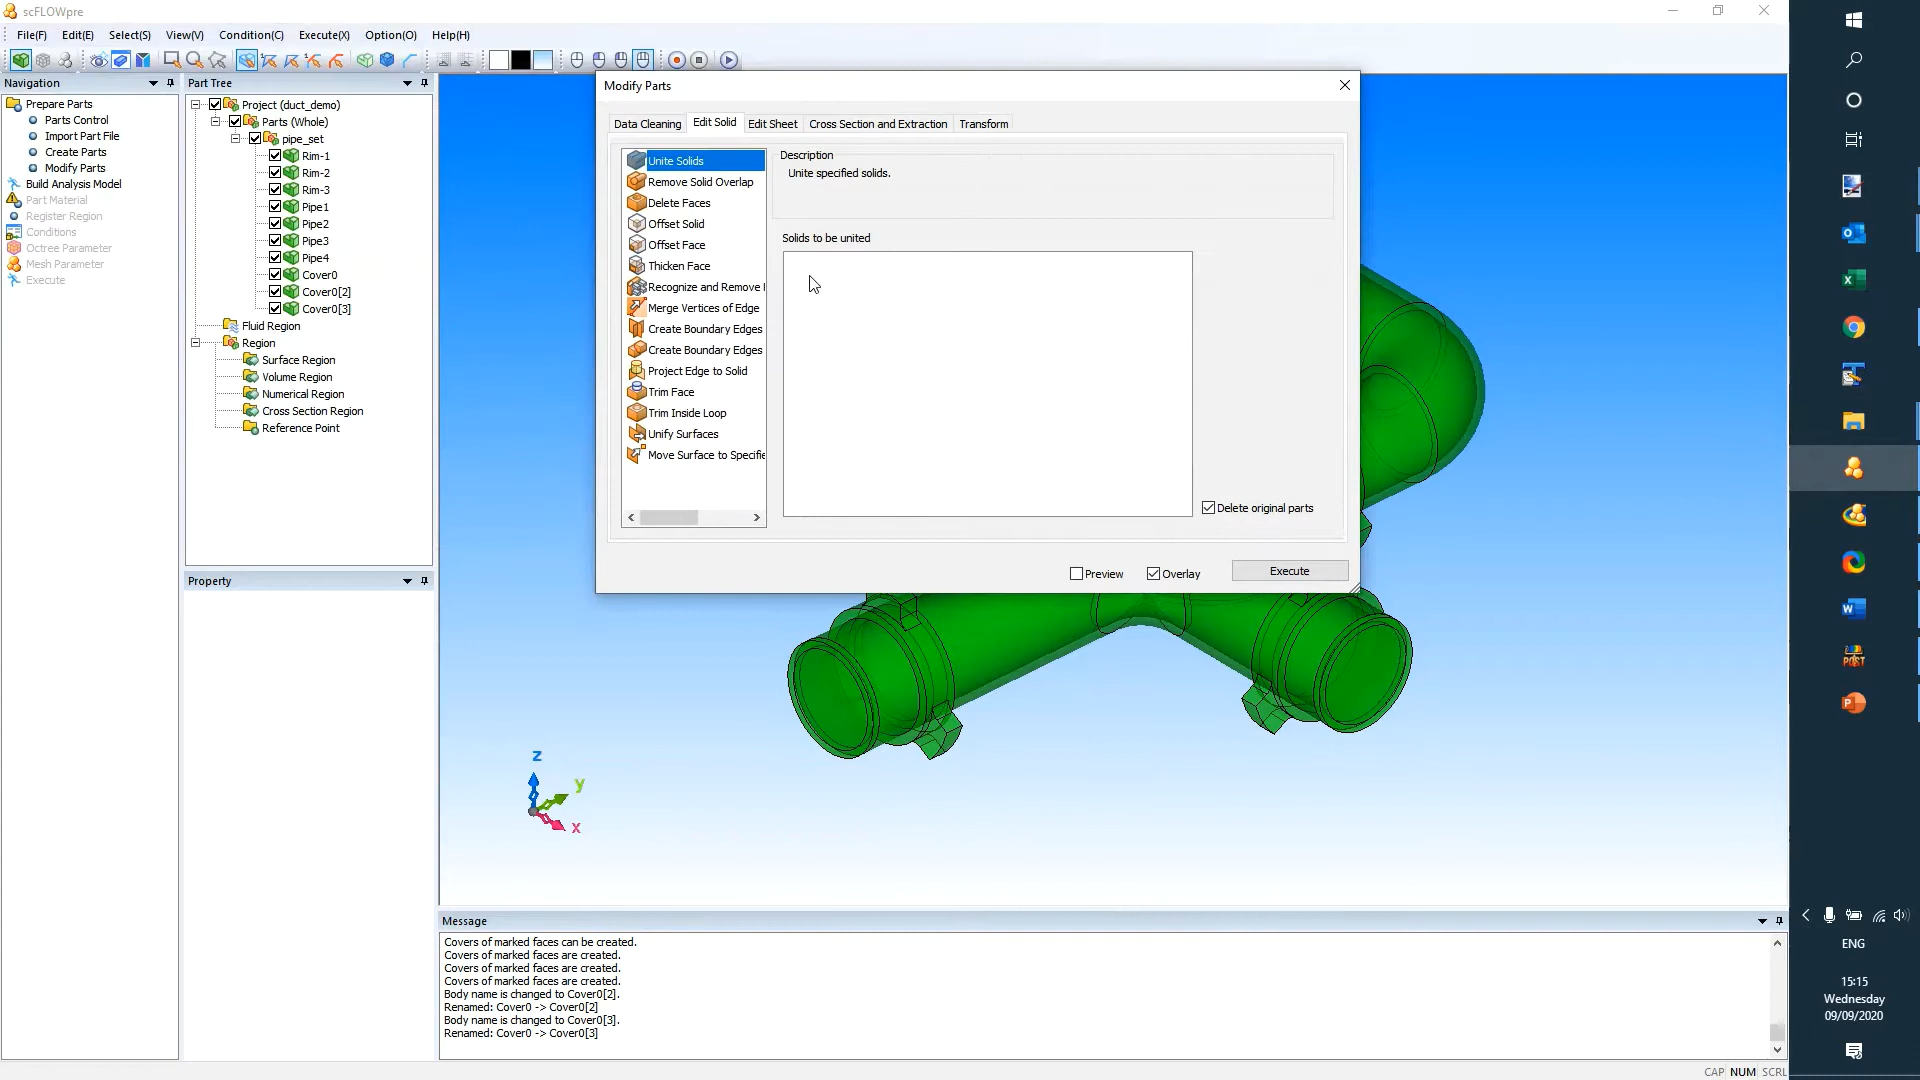 scFLOWpre
File(F) Edit(E) Select(S) View(V) Condition(C) Execute(X) Option(O) Help(H)
Navigation
Prepare Parts
Parts Control
Import Part File
Create Parts
Modify Parts
Build Analysis Model
Part Material
Register Region
Conditions
Octree Parameter
Mesh Parameter
Execute
Part Tree
Project (duct_demo)
Parts (Whole)
pipe_set
Rim-1
Rim-2
Rim-3
Pipe1
Pipe2
Pipe3
Pipe4
Cover0
Cover0[2]
Cover0[3]
Fluid Region
Region
Surface Region
Volume Region
Numerical Region
Cross Section Region
Reference Point
Property
Modify Parts
Data Cleaning Edit Solid Edit Sheet Cross Section and Extraction Transform
Unite Solids
Remove Solid Overlap
Delete Faces
Offset Solid
Offset Face
Thicken Face
Recognize and Remove
Merge Vertices of Edge
Create Boundary Edges
Create Boundary Edges
Project Edge to Solid
Trim Face
Trim Inside Loop
Unify Surfaces
Move Surface to Specifie
Description
Unite specified solids.
Solids to be united
Delete original parts
Preview Overlay Execute
z
y
x
Message
Covers of marked faces can be created.
Covers of marked faces are created.
Covers of marked faces are created.
Covers of marked faces are created.
Body name is changed to Cover0[2].
Renamed: Cover0 -> Cover0[2]
Body name is changed to Cover0[3].
Renamed: Cover0 -> Cover0[3]
CAP NUM SCRL
POST
ENG
15:15
Wednesday
09/09/2020